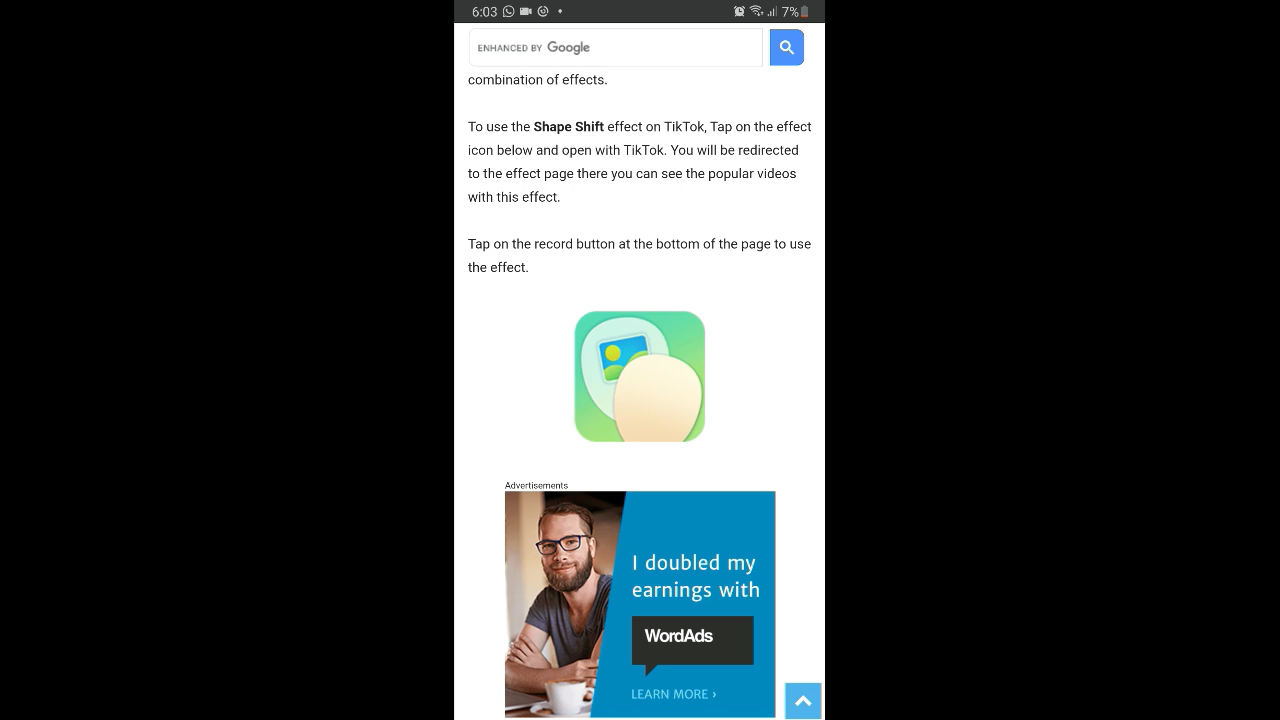 6:03
7%
ENHANCED BY Google
combination of effects.
To use the Shape Shift effect on TikTok, Tap on the effect
icon below and open with TikTok. You will be redirected
to the effect page there you can see the popular videos
with this effect.
Tap on the record button at the bottom of the page to use
the effect.
Advertisements
I doubled my
earnings with
WordAds
LEARN MORE ›